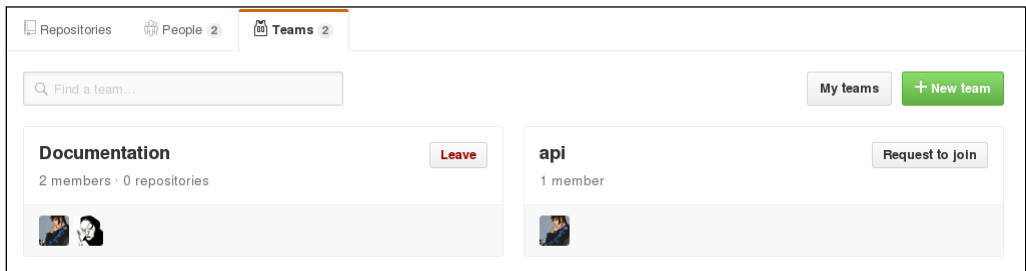 Repositories People 2 Teams 2
Find a team... My teams + New team
Documentation Leave
2 members · 0 repositories
api Request to join
1 member